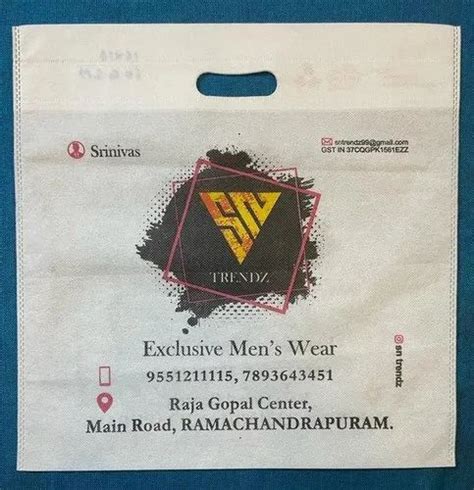 Srinivas
sntrendz99@gmail.com
GST IN 37CQGPK1561EZZ
SN
TRENDZ
Exclusive Men's Wear
9551211115, 7893643451
Raja Gopal Center,
Main Road, RAMACHANDRAPURAM.
sn trendz